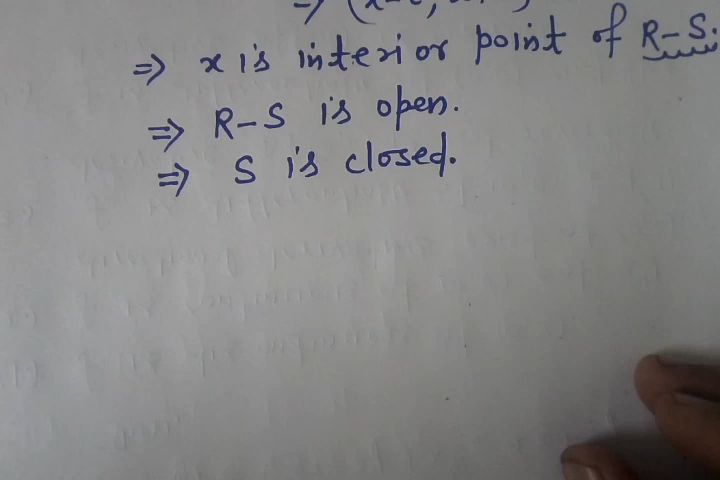 ⇒ x is interior point of R-S.
⇒ R-S is open.
⇒ S is closed.